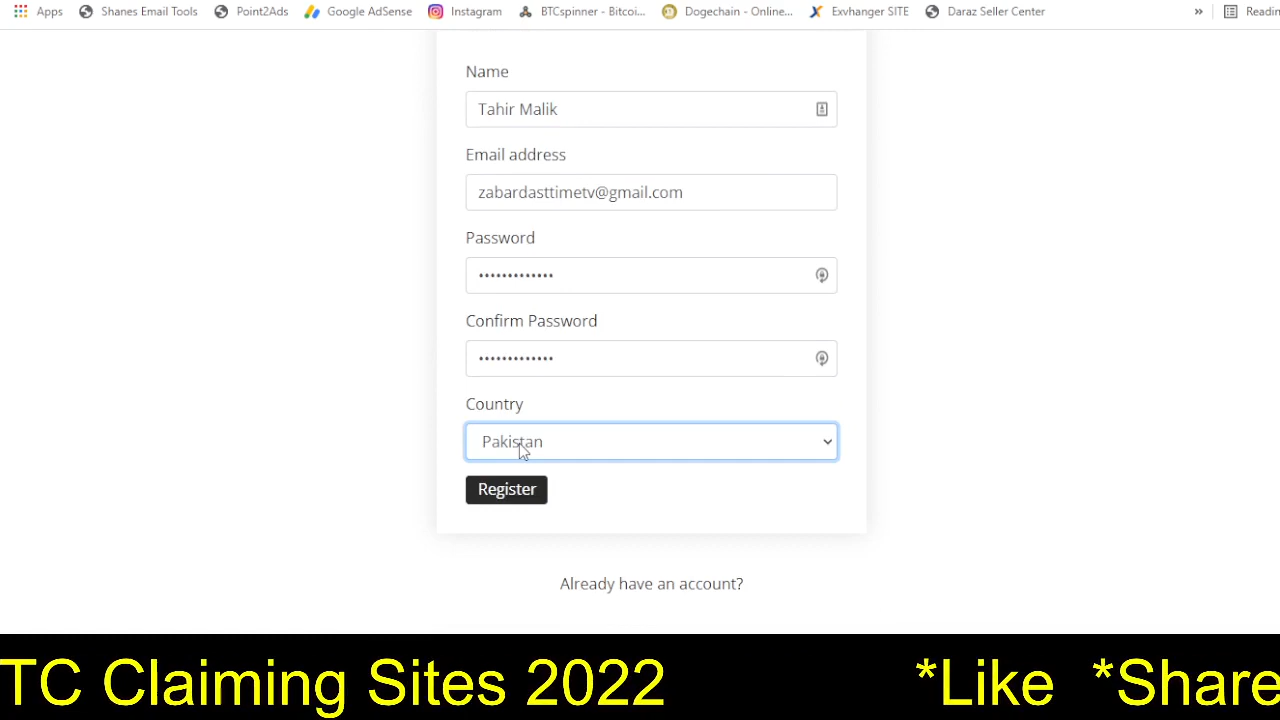 Apps Shanes Email Tools Point2Ads Google AdSense Instagram BTCspinner - Bitcoi... Dogechain - Online... Exvhanger SITE Daraz Seller Center » Readin
Name
Tahir Malik
Email address
zabardasttimetv@gmail.com
Password
•••••••••••••
Confirm Password
•••••••••••••
Country
Pakistan
Register
Already have an account?
TC Claiming Sites 2022 *Like *Share